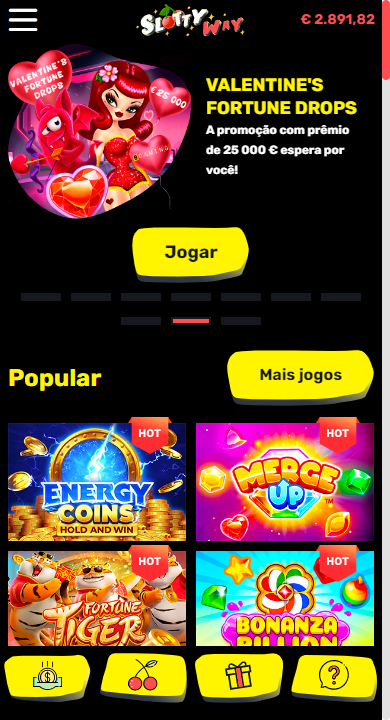 SLOTTY WAY
€ 2.891,82
VALENTINE'S
FORTUNE
DROPS
€25 000
VALENTINE'S
FORTUNE DROPS
A promoção com prêmio
de 25 000 € espera por
você!
Jogar
Popular
Mais jogos
HOT
HOT
ENERGY
COINS
HOLD AND WIN
MERGE
UP
TM
HOT
HOT
FORTUNE
TIGER
BONANZA
BILLION
$
?